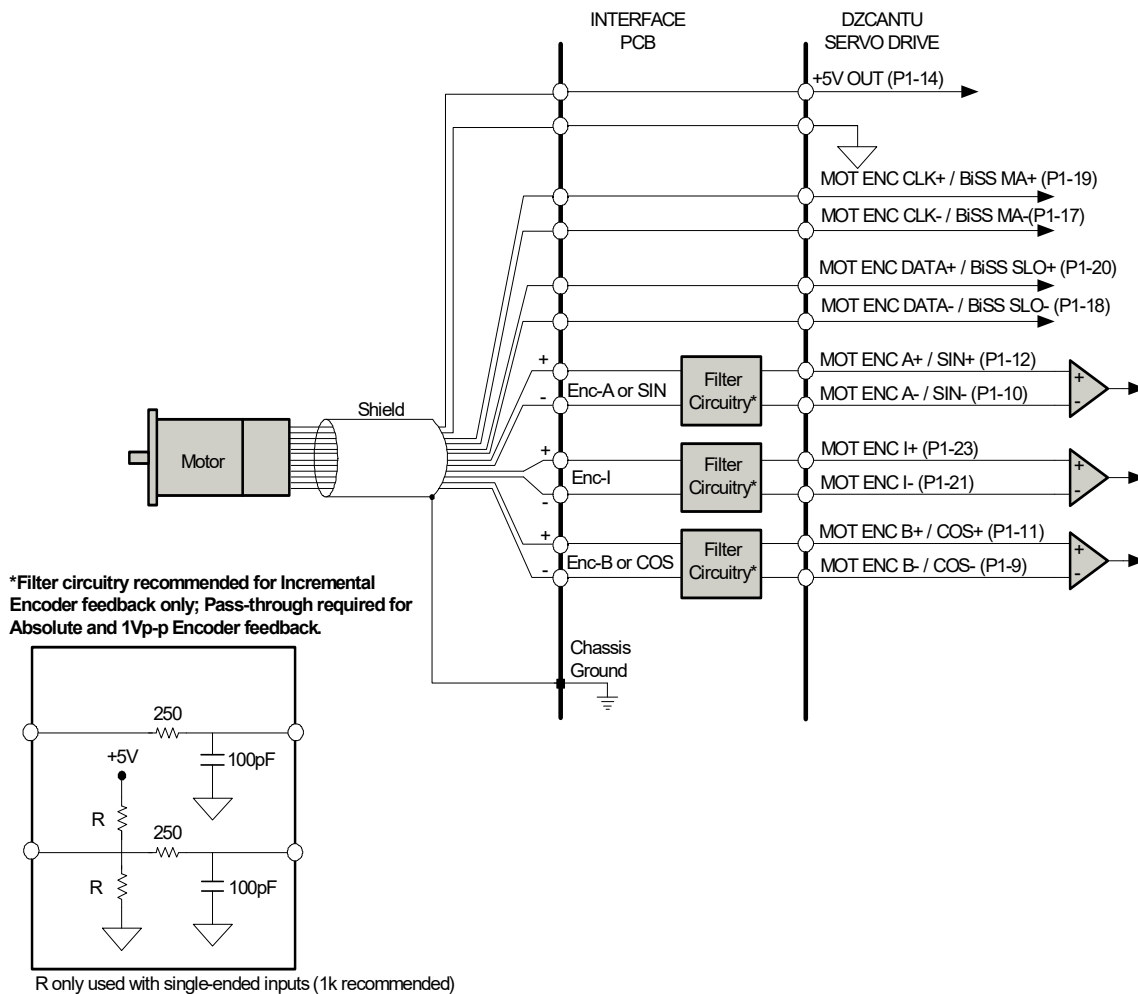 INTERFACE
PCB
DZCANTU
SERVO DRIVE
+5V OUT (P1-14)
MOT ENC CLK+ / BiSS MA+ (P1-19)
MOT ENC CLK- / BiSS MA-(P1-17)
MOT ENC DATA+ / BiSS SLO+ (P1-20)
MOT ENC DATA- / BiSS SLO- (P1-18)
+
-
Enc-A or SIN
Filter
Circuitry*
MOT ENC A+ / SIN+ (P1-12)
MOT ENC A- / SIN- (P1-10)
+
-
Shield
Motor
+
-
Enc-I
Filter
Circuitry*
MOT ENC I+ (P1-23)
MOT ENC I- (P1-21)
+
-
+
-
Enc-B or COS
Filter
Circuitry*
MOT ENC B+ / COS+ (P1-11)
MOT ENC B- / COS- (P1-9)
+
-
*Filter circuitry recommended for Incremental
Encoder feedback only; Pass-through required for
Absolute and 1Vp-p Encoder feedback.
Chassis
Ground
250
100pF
+5V
R
250
R
100pF
R only used with single-ended inputs (1k recommended)